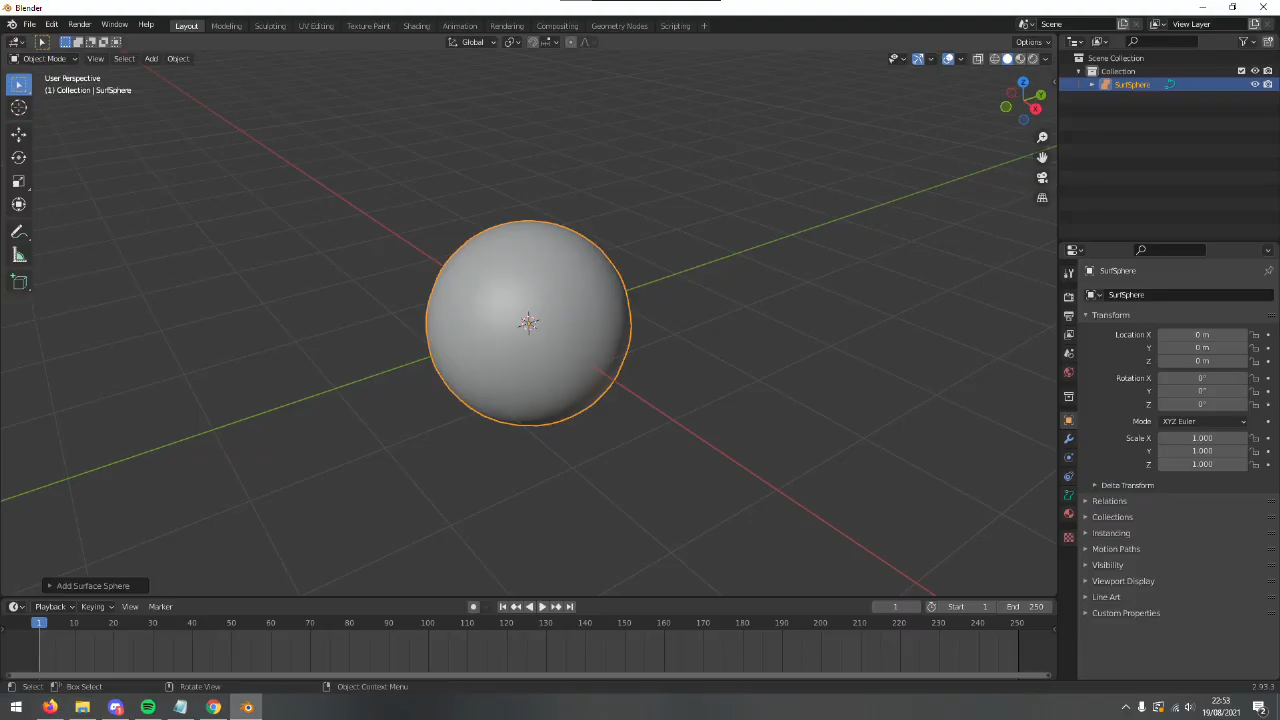 Blender
File Edit Render Window Help Layout Modeling Sculpting UV Editing Texture Paint Shading Animation Rendering Compositing Geometry Nodes Scripting + Scene View Layer
Global Options
Object Mode View Select Add Object
User Perspective
(1) Collection | SurfSphere
Z
Y
X
Scene Collection
Collection
SurfSphere
SurfSphere
SurfSphere
Transform
Location X 0 m
Y 0 m
Z 0 m
Rotation X 0°
Y 0°
Z 0°
Mode XYZ Euler
Scale X 1.000
Y 1.000
Z 1.000
Delta Transform
Relations
Collections
Instancing
Motion Paths
Visibility
Viewport Display
Line Art
Custom Properties
Add Surface Sphere
Playback Keying View Marker 1 Start 1 End 250
1 10 20 30 40 50 60 70 80 90 100 110 120 130 140 150 160 170 180 190 200 210 220 230 240 250
Select Box Select Rotate View Object Context Menu 2.93.3
22:53
19/08/2021
2